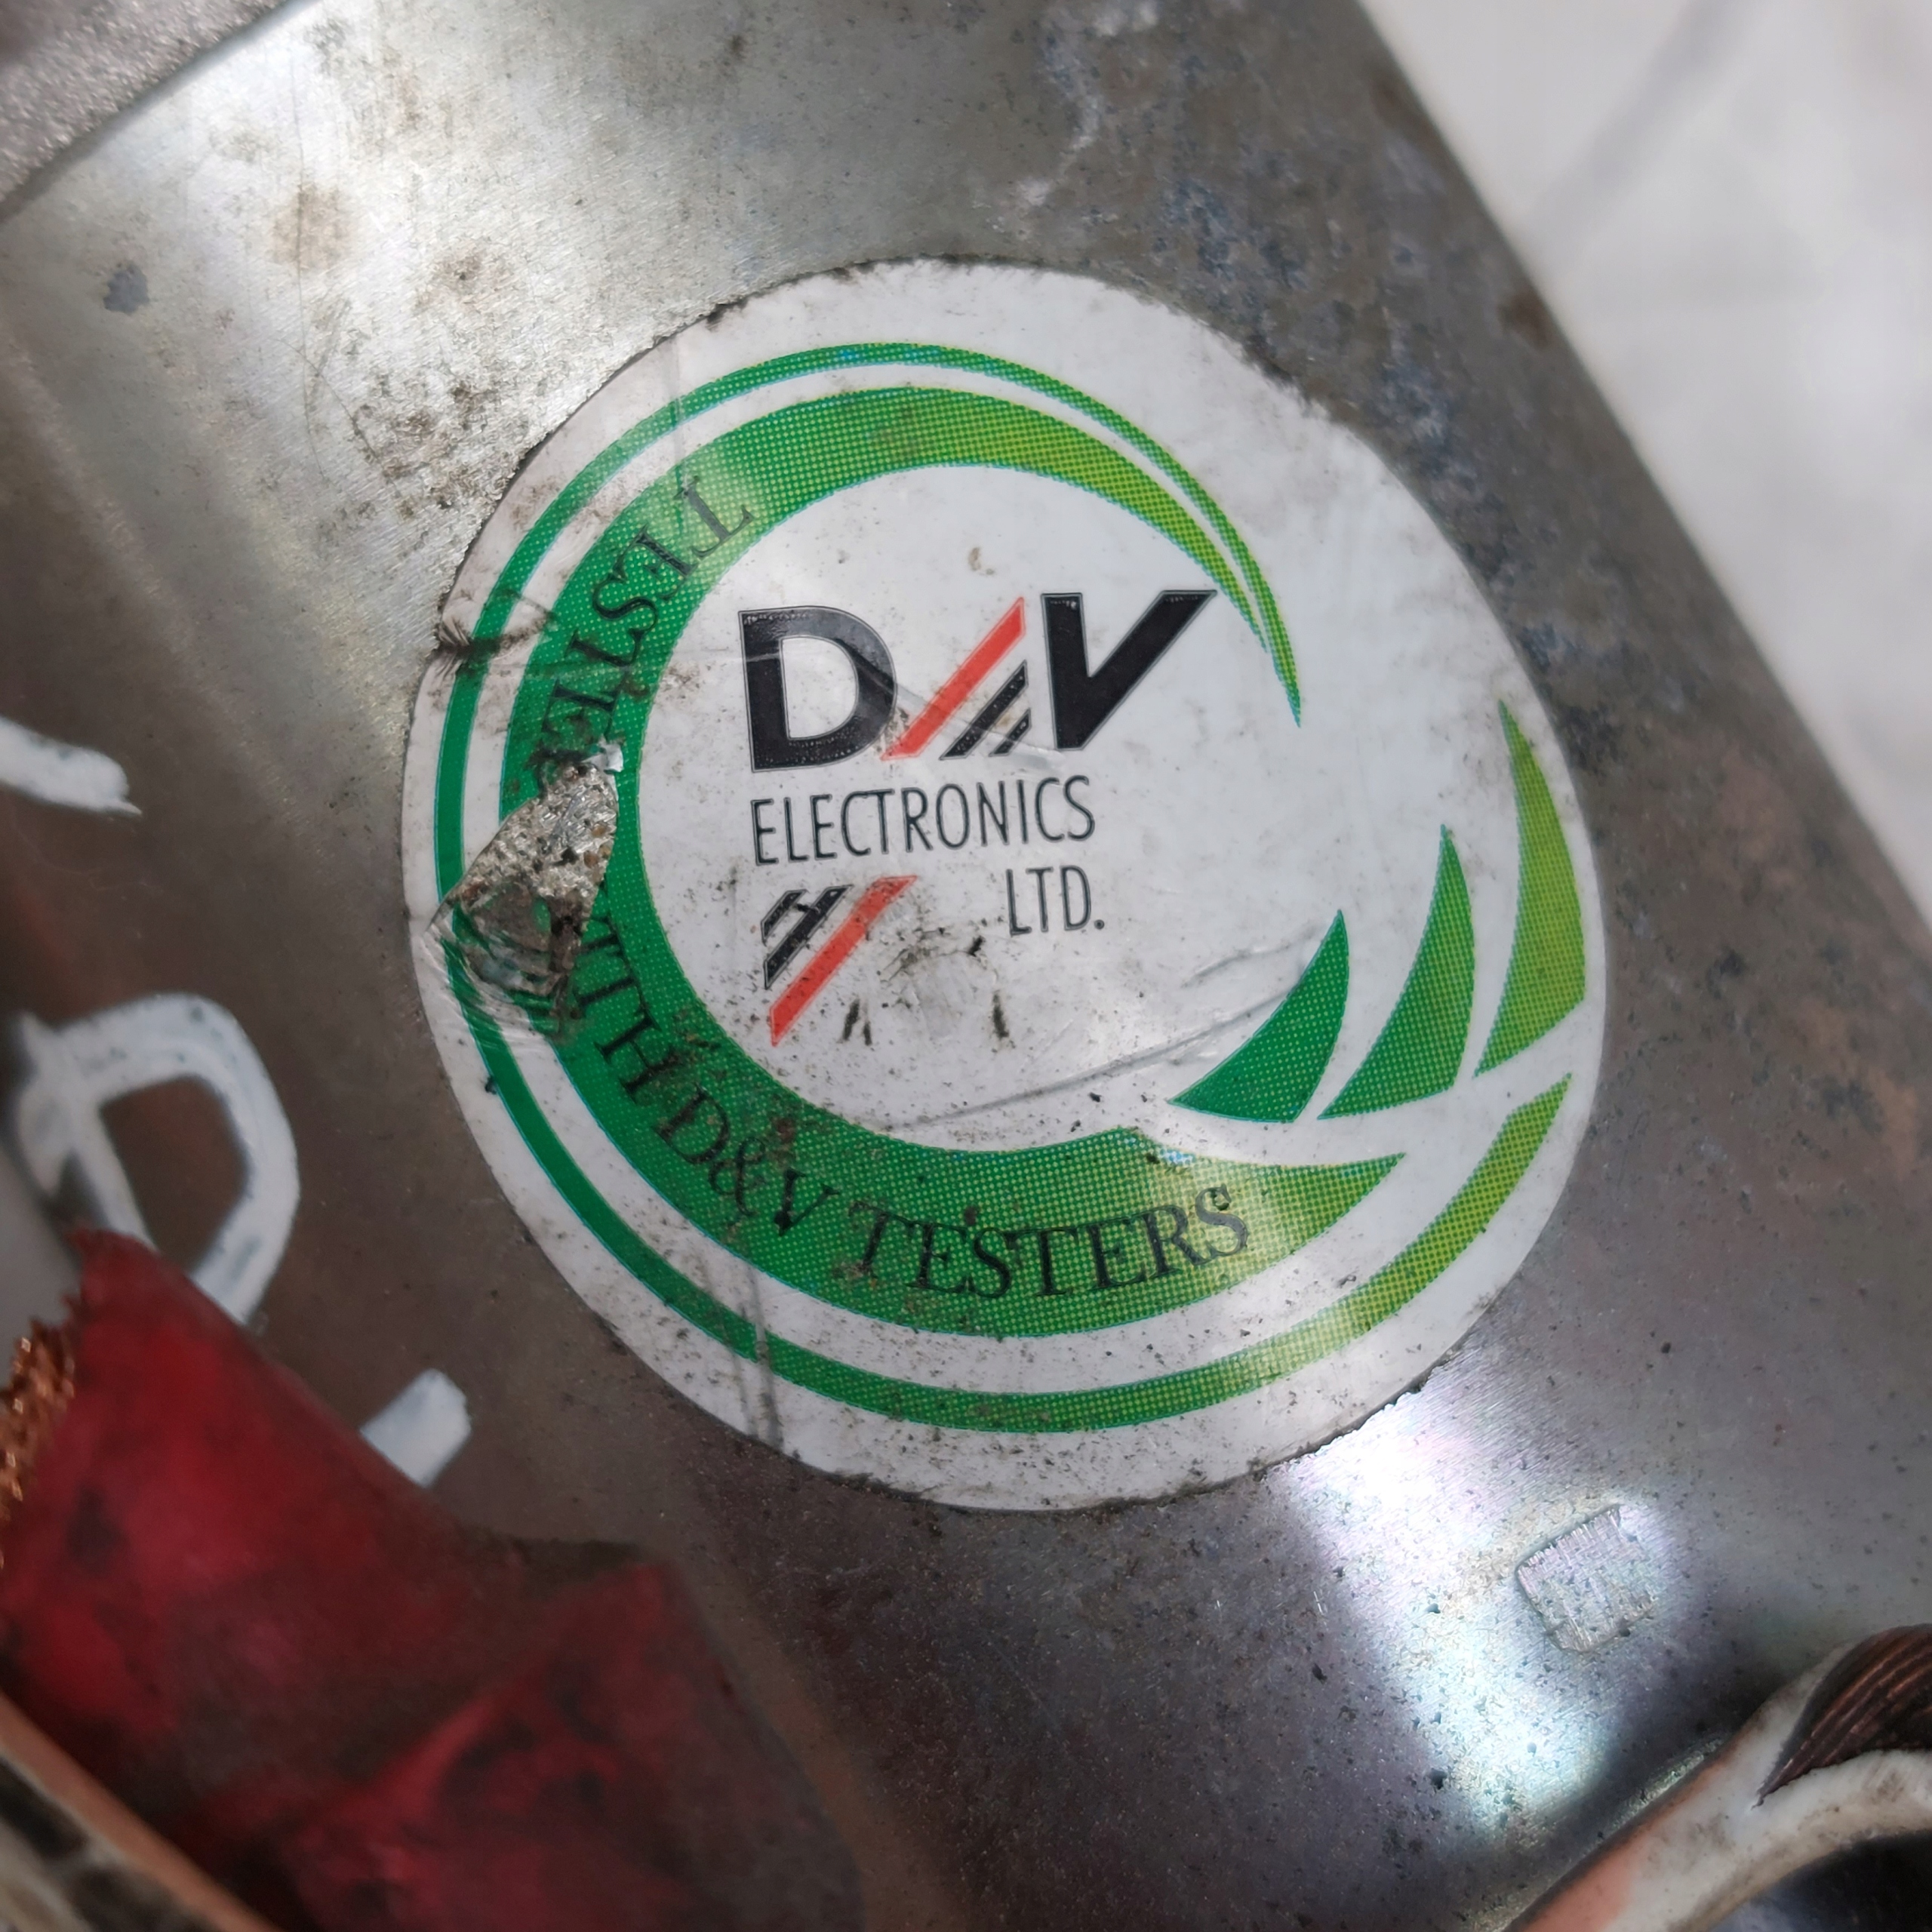 D&V
ELECTRONICS
LTD.
TESTED WITH D&V TESTERS